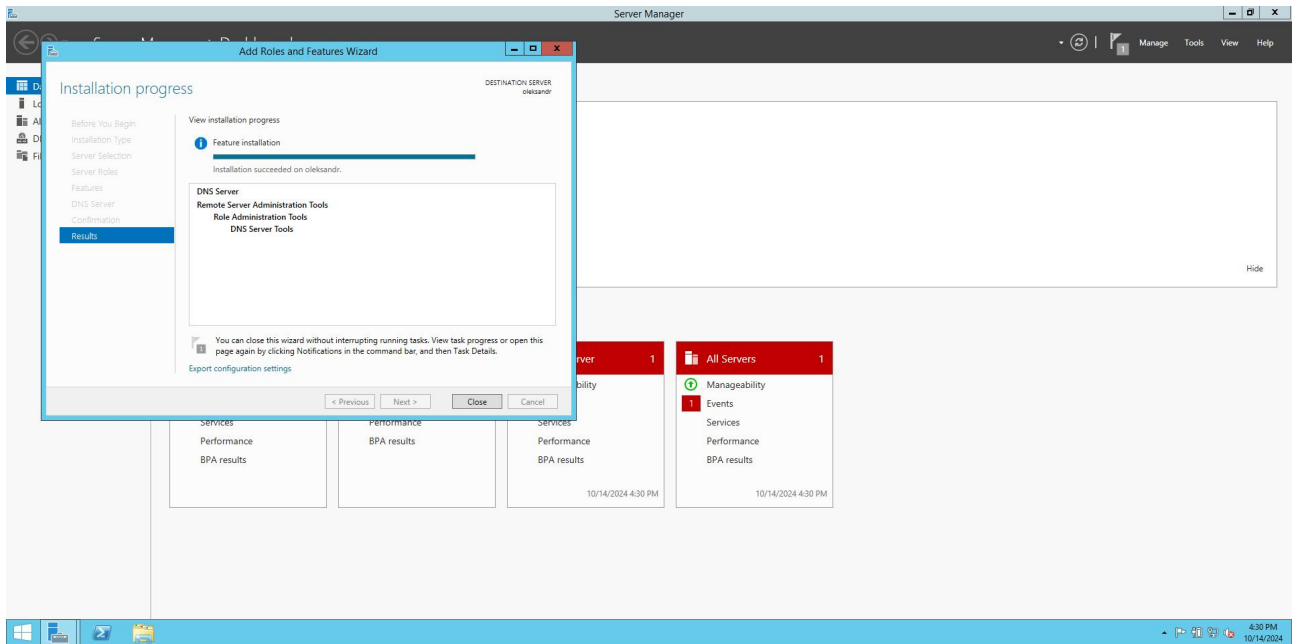 Server Manager
Manage Tools View Help
1
Add Roles and Features Wizard
Installation progress
DESTINATION SERVER
oleksandr
Before You Begin
Installation Type
Server Selection
Server Roles
Features
DNS Server
Confirmation
Results
View installation progress
Feature installation
Installation succeeded on oleksandr.
DNS Server
Remote Server Administration Tools
Role Administration Tools
DNS Server Tools
You can close this wizard without interrupting running tasks. View task progress or open this
page again by clicking Notifications in the command bar, and then Task Details.
1
Export configuration settings
< Previous Next > Close Cancel
Hide
Services
Performance
BPA results
Performance
BPA results
1
Services
Performance
BPA results
10/14/2024 4:30 PM
All Servers 1
Manageability
1 Events
Services
Performance
BPA results
10/14/2024 4:30 PM
4:30 PM
10/14/2024